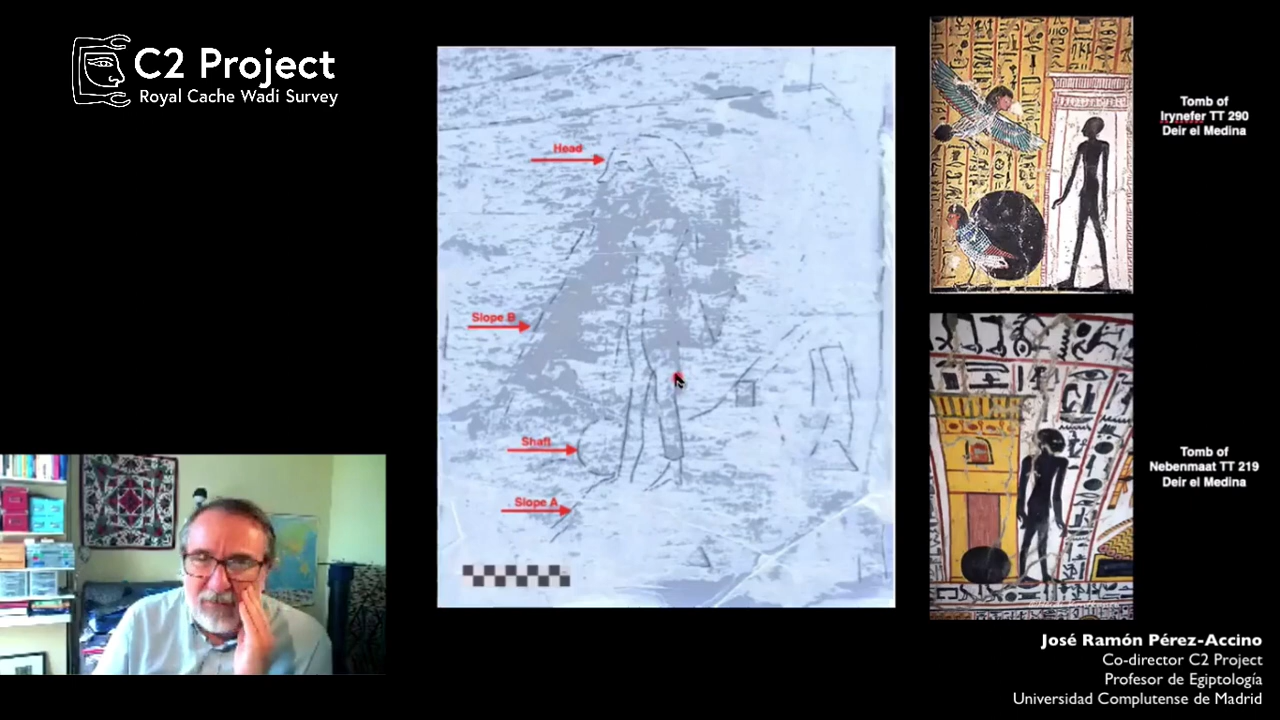 C2 Project
Royal Cache Wadi Survey
Head
Slope B
Shaft
Slope A
Tomb of
Irynefer TT 290
Deir el Medina
Tomb of
Nebenmaat TT 219
Deir el Medina
José Ramón Pérez-Accino
Co-director C2 Project
Profesor de Egiptología
Universidad Complutense de Madrid